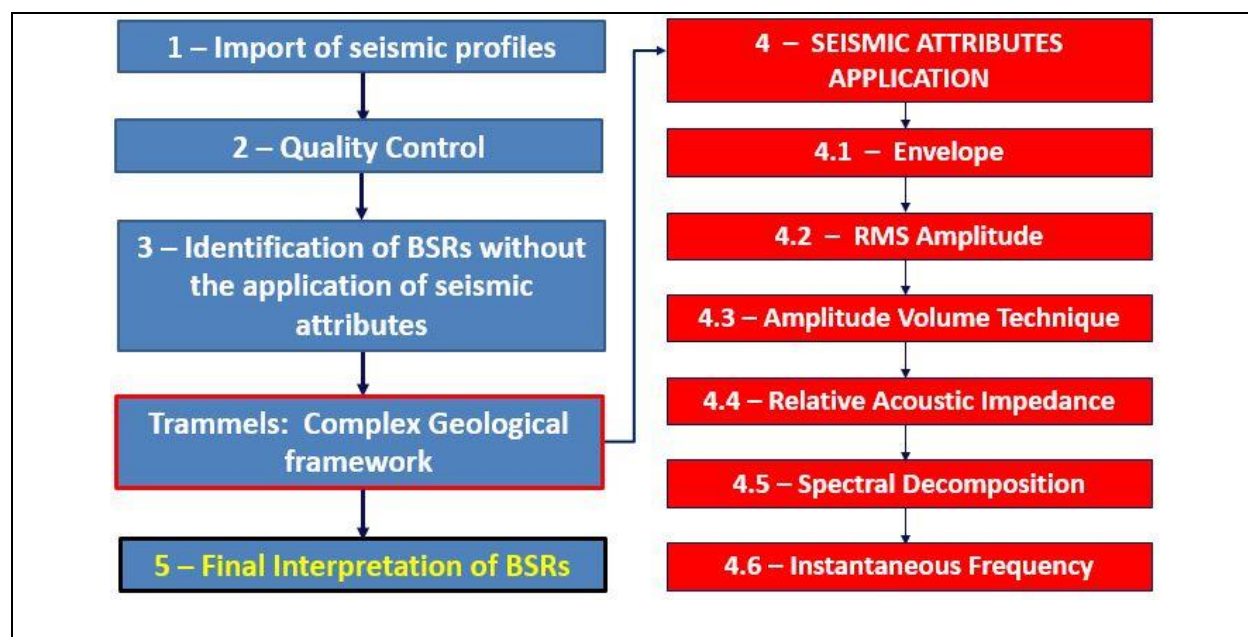 1 – Import of seismic profiles
2 – Quality Control
3 – Identification of BSRs without
the application of seismic
attributes
Trammels:  Complex Geological
framework
5 – Final Interpretation of BSRs
4  –  SEISMIC ATTRIBUTES
APPLICATION
4.1  –  Envelope
4.2  –  RMS Amplitude
4.3 – Amplitude Volume Technique
4.4 – Relative Acoustic Impedance
4.5 – Spectral Decomposition
4.6 – Instantaneous Frequency